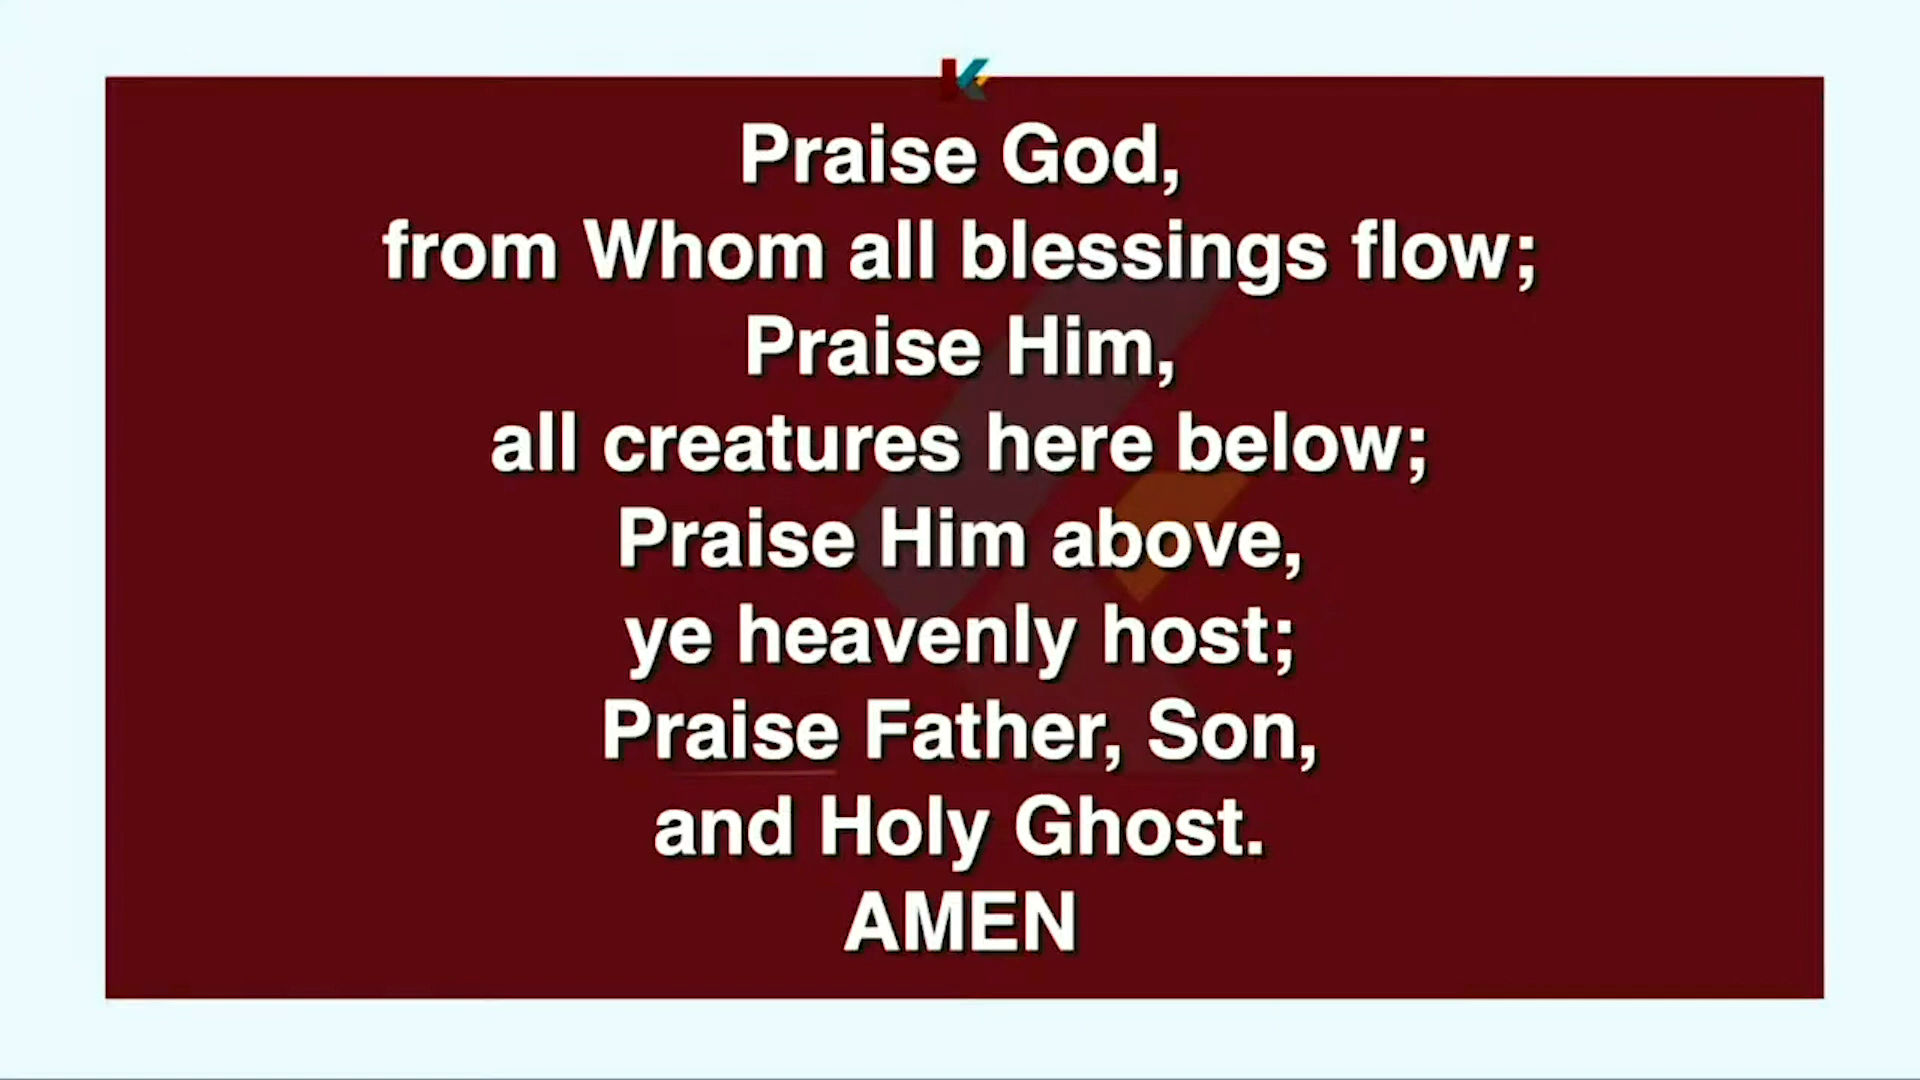 Praise God,
from Whom all blessings flow;
Praise Him,
all creatures here below;
Praise Him above,
ye heavenly host;
Praise Father, Son,
and Holy Ghost.
AMEN